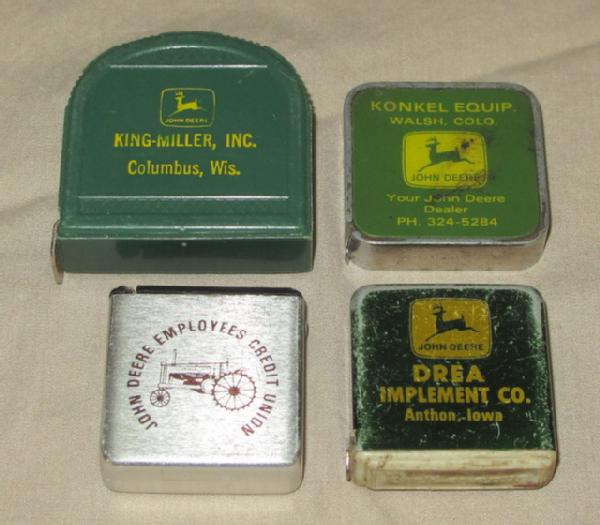 JOHN DEERE
KING-MILLER, INC.
Columbus, Wis.
KONKEL EQUIP.
WALSH, COLO
JOHN DEERE
Your John Deere
Dealer
PH. 324-5284
JOHN DEERE EMPLOYEES CREDIT UNION
JOHN DEERE
DREA
IMPLEMENT CO.
Anthon, Iowa